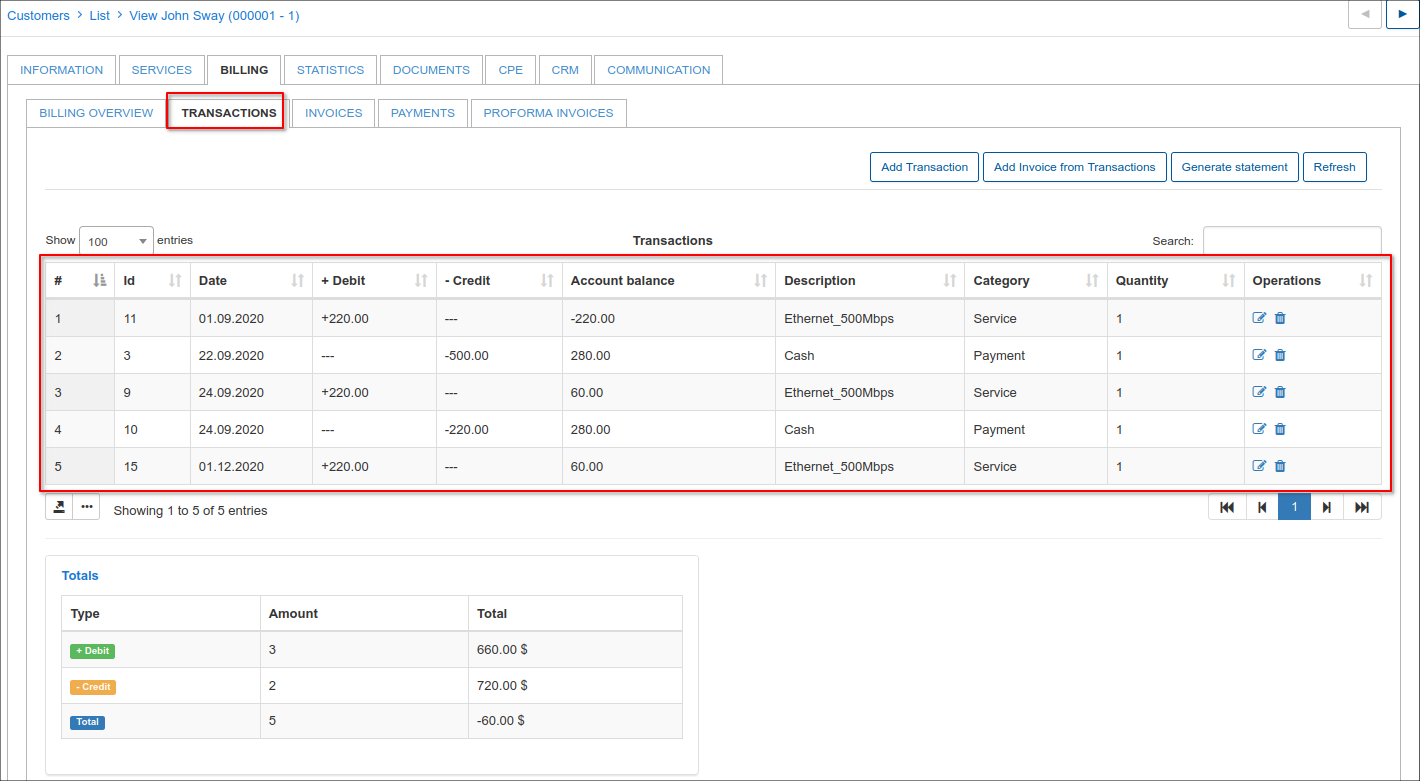 Customers > List > View John Sway (000001 - 1)
INFORMATION SERVICES BILLING STATISTICS DOCUMENTS CPE CRM COMMUNICATION
BILLING OVERVIEW TRANSACTIONS INVOICES PAYMENTS PROFORMA INVOICES
Add Transaction Add Invoice from Transactions Generate statement Refresh
Show 100 entries Transactions Search:
# Id Date + Debit - Credit Account balance Description Category Quantity Operations
1 11 01.09.2020 +220.00 --- -220.00 Ethernet_500Mbps Service 1
2 3 22.09.2020 --- -500.00 280.00 Cash Payment 1
3 9 24.09.2020 +220.00 --- 60.00 Ethernet_500Mbps Service 1
4 10 24.09.2020 --- -220.00 280.00 Cash Payment 1
5 15 01.12.2020 +220.00 --- 60.00 Ethernet_500Mbps Service 1
Showing 1 to 5 of 5 entries 1
Totals
Type Amount Total
+ Debit 3 660.00 $
- Credit 2 720.00 $
Total 5 -60.00 $